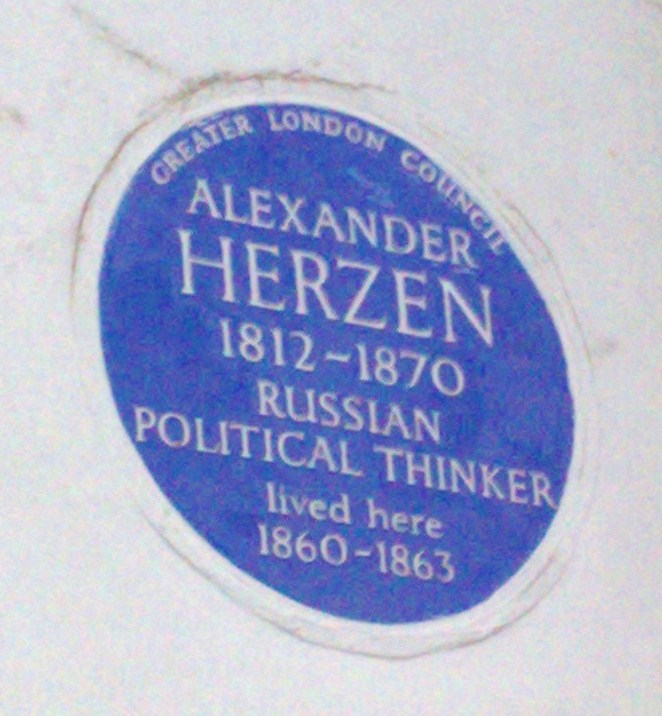 GREATER LONDON COUNCIL
ALEXANDER
HERZEN
1812-1870
RUSSIAN
POLITICAL THINKER
lived here
1860-1863